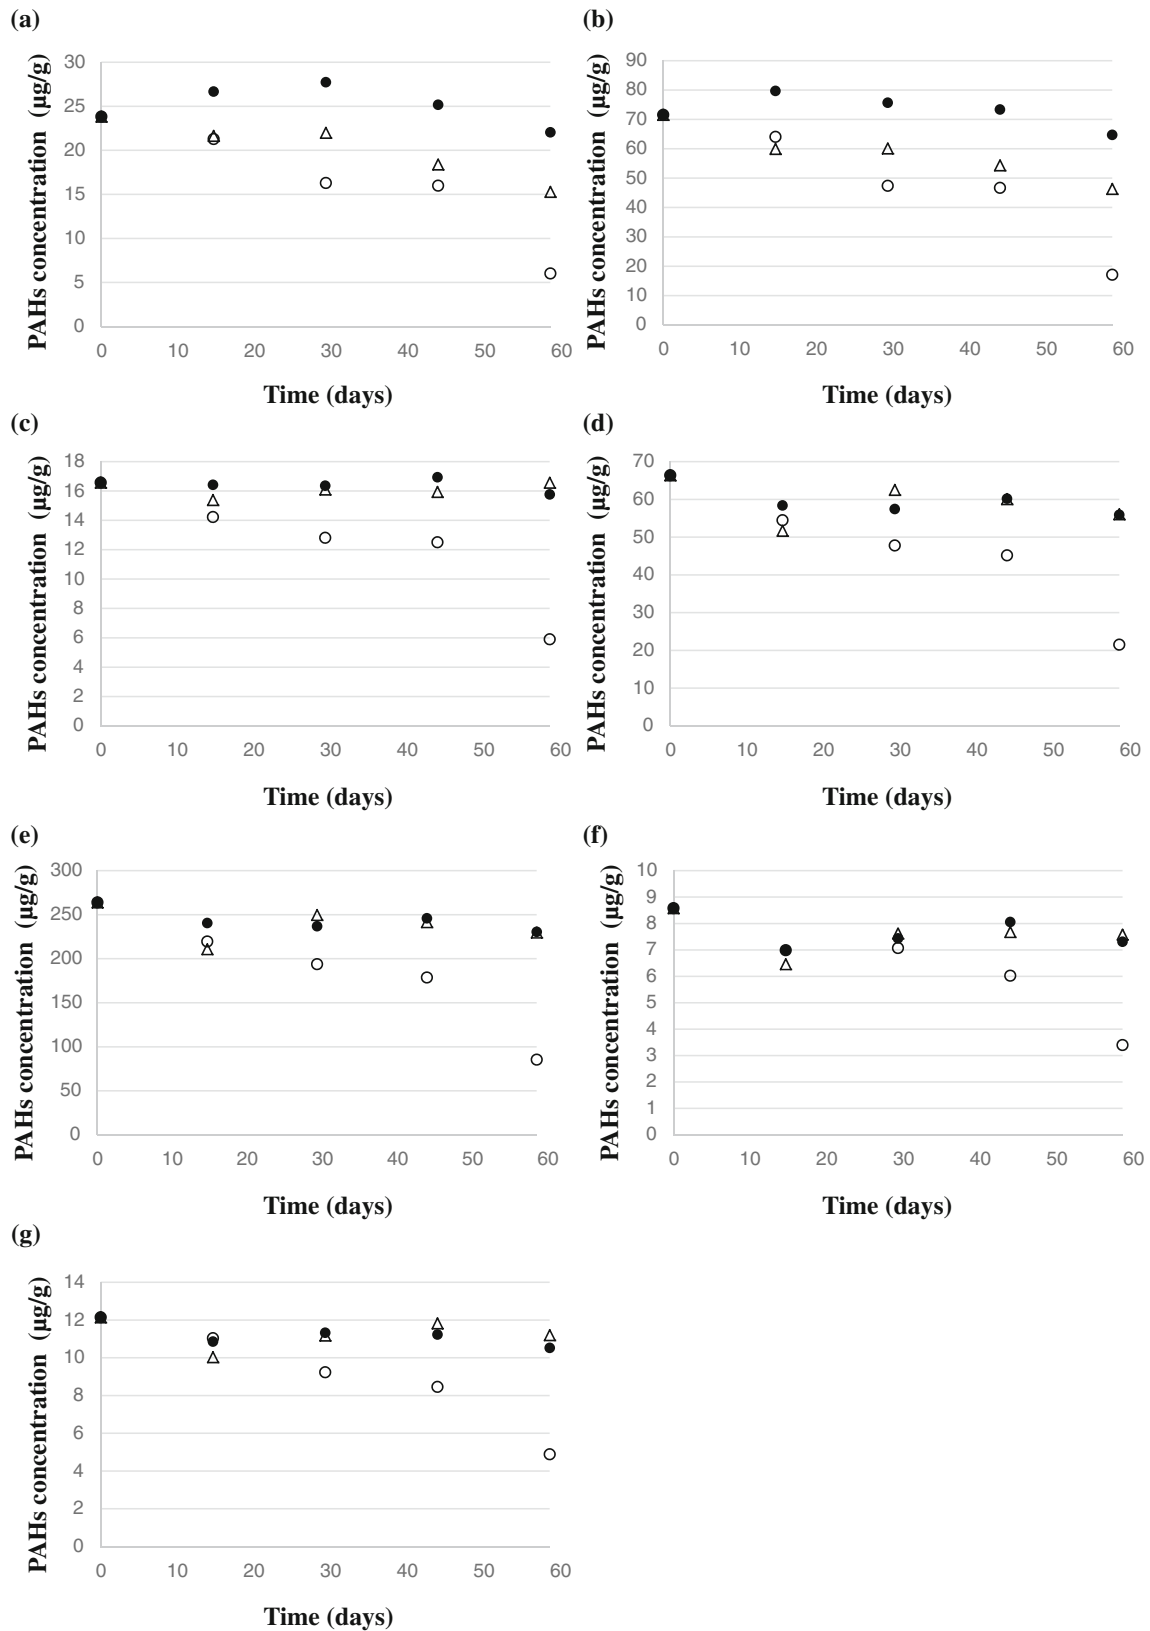 (a)
PAHs concentration (µg/g)
30
25
20
15
10
5
0
0 10 20 30 40 50 60
Time (days)
(b)
PAHs concentration (µg/g)
90
80
70
60
50
40
30
20
10
0
0 10 20 30 40 50 60
Time (days)
(c)
PAHs concentration (µg/g)
18
16
14
12
10
8
6
4
2
0
0 10 20 30 40 50 60
Time (days)
(d)
PAHs concentration (µg/g)
70
60
50
40
30
20
10
0
0 10 20 30 40 50 60
Time (days)
(e)
PAHs concentration (µg/g)
300
250
200
150
100
50
0
0 10 20 30 40 50 60
Time (days)
(f)
PAHs concentration (µg/g)
10
9
8
7
6
5
4
3
2
1
0
0 10 20 30 40 50 60
Time (days)
(g)
PAHs concentration (µg/g)
14
12
10
8
6
4
2
0
0 10 20 30 40 50 60
Time (days)